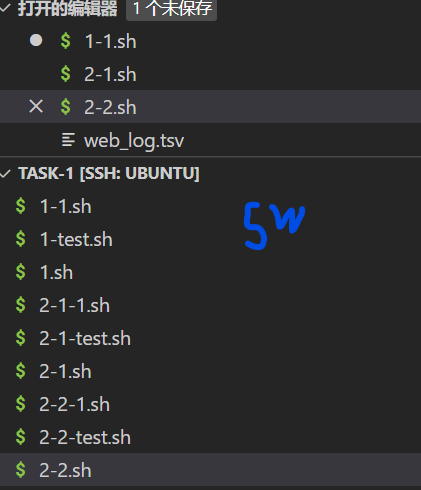 打开的编辑器 1 个未保存
$ 1-1.sh
$ 2-1.sh
$ 2-2.sh
web_log.tsv
TASK-1 [SSH: UBUNTU]
$ 1-1.sh
5W
$ 1-test.sh
$ 1.sh
$ 2-1-1.sh
$ 2-1-test.sh
$ 2-1.sh
$ 2-2-1.sh
$ 2-2-test.sh
$ 2-2.sh